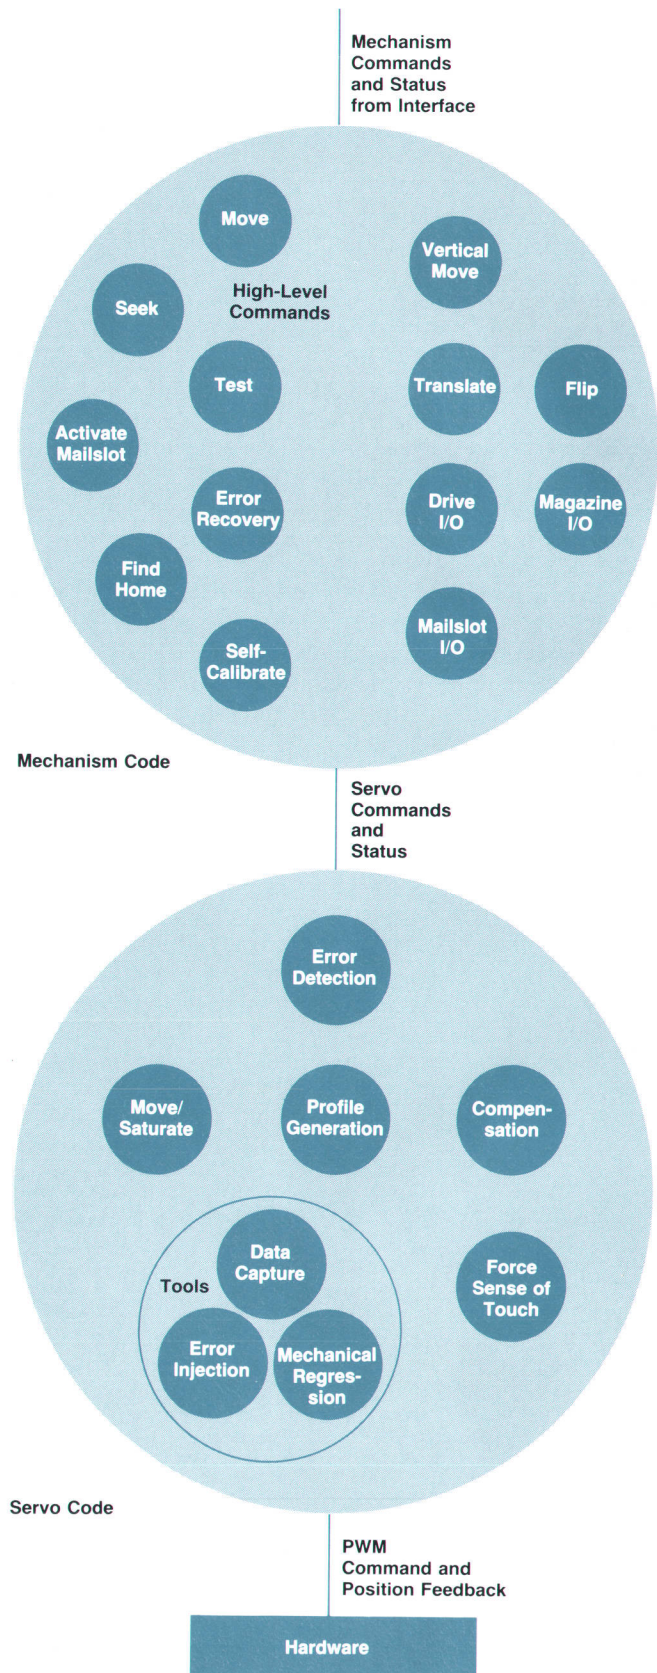 Mechanism
Commands
and Status
from Interface
Move
Vertical
Move
High-Level
Commands
Seek
Test
Translate
Flip
Activate
Mailslot
Error
Recovery
Drive
I/O
Magazine
I/O
Find
Home
Mailslot
I/O
Self-
Calibrate
Mechanism Code
Servo
Commands
and
Status
Error
Detection
Move/
Saturate
Profile
Generation
Compen-
sation
Data
Capture
Tools
Force
Sense of
Touch
Error
Injection
Mechanical
Regres-
sion
Servo Code
PWM
Command and
Position Feedback
Hardware